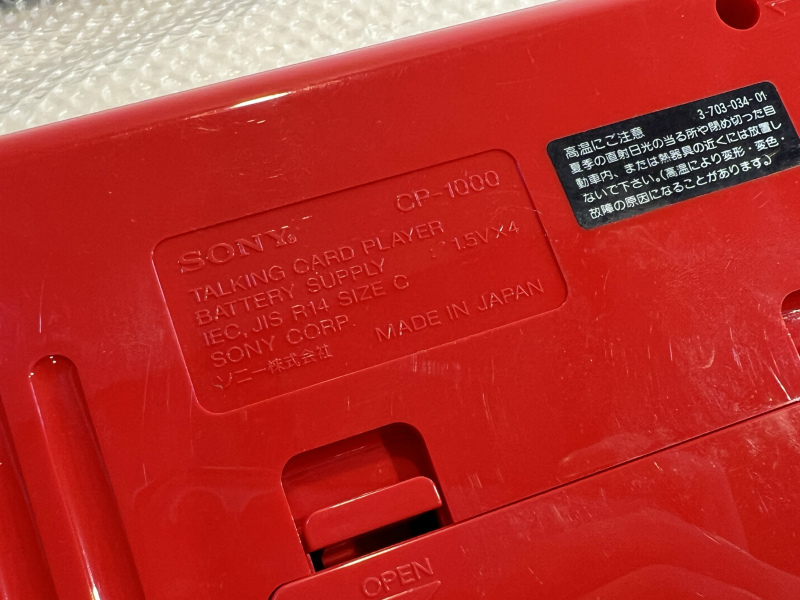 SONY® CP-1000
TALKING CARD PLAYER
BATTERY SUPPLY : 1.5V×4
IEC, JIS R14 SIZE C
SONY CORP. MADE IN JAPAN
ソニー株式会社
3-703-034-01
高温にご注意
夏季の直射日光の当る所や閉め切った自
動車内、または熱器具の近くには放置し
ないで下さい。(高温により変形・変色・
故障の原因になることがあります。)
OPEN